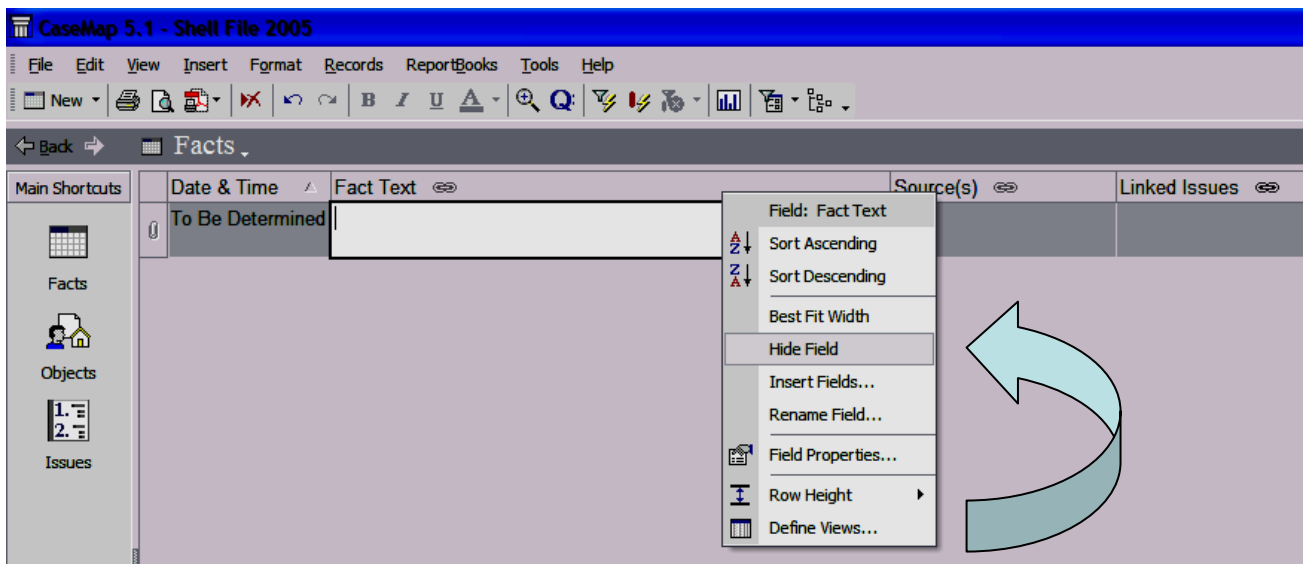 CaseMap 5.1 - Shell File 2005
File Edit View Insert Format Records ReportBooks Tools Help
New B I U A Q
Back Facts
Main Shortcuts Date & Time Fact Text Source(s) Linked Issues
To Be Determined
Facts
Objects
1.
2.
Issues
Field: Fact Text
A Z Sort Ascending
Z A Sort Descending
Best Fit Width
Hide Field
Insert Fields...
Rename Field...
Field Properties...
Row Height
Define Views...